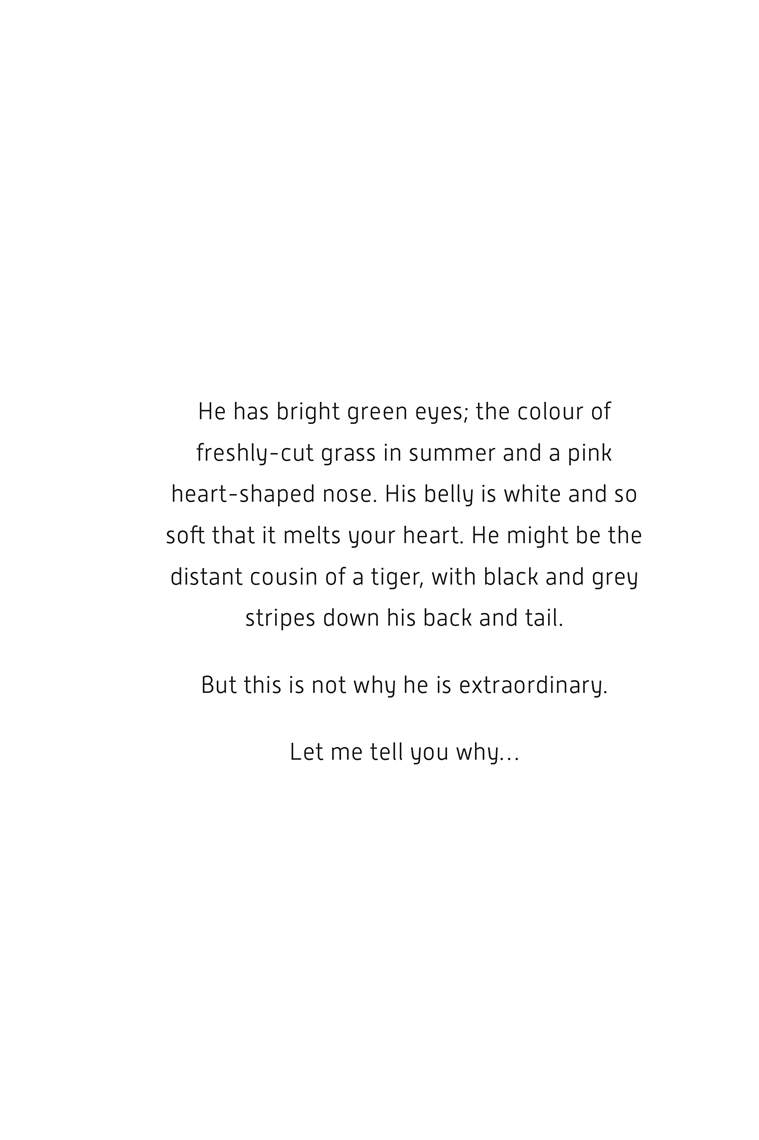 He has bright green eyes; the colour of
freshly-cut grass in summer and a pink
heart-shaped nose. His belly is white and so
soft that it melts your heart. He might be the
distant cousin of a tiger, with black and grey
stripes down his back and tail.
But this is not why he is extraordinary.
Let me tell you why...